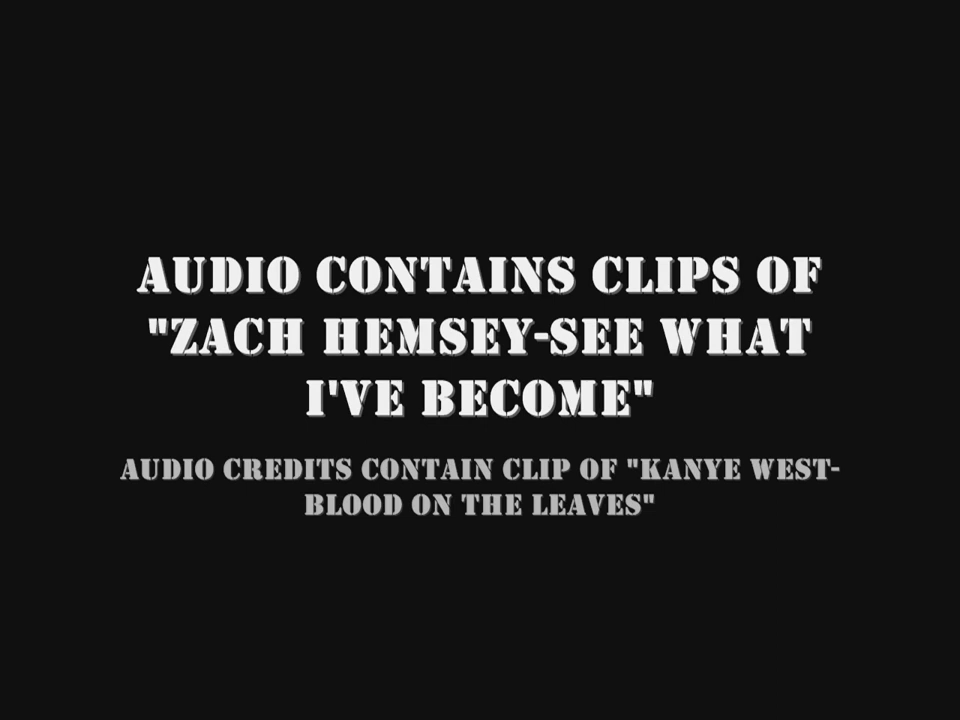 AUDIO CONTAINS CLIPS OF
"ZACH HEMSEY-SEE WHAT
I'VE BECOME"
AUDIO CREDITS CONTAIN CLIP OF "KANYE WEST-
BLOOD ON THE LEAVES"